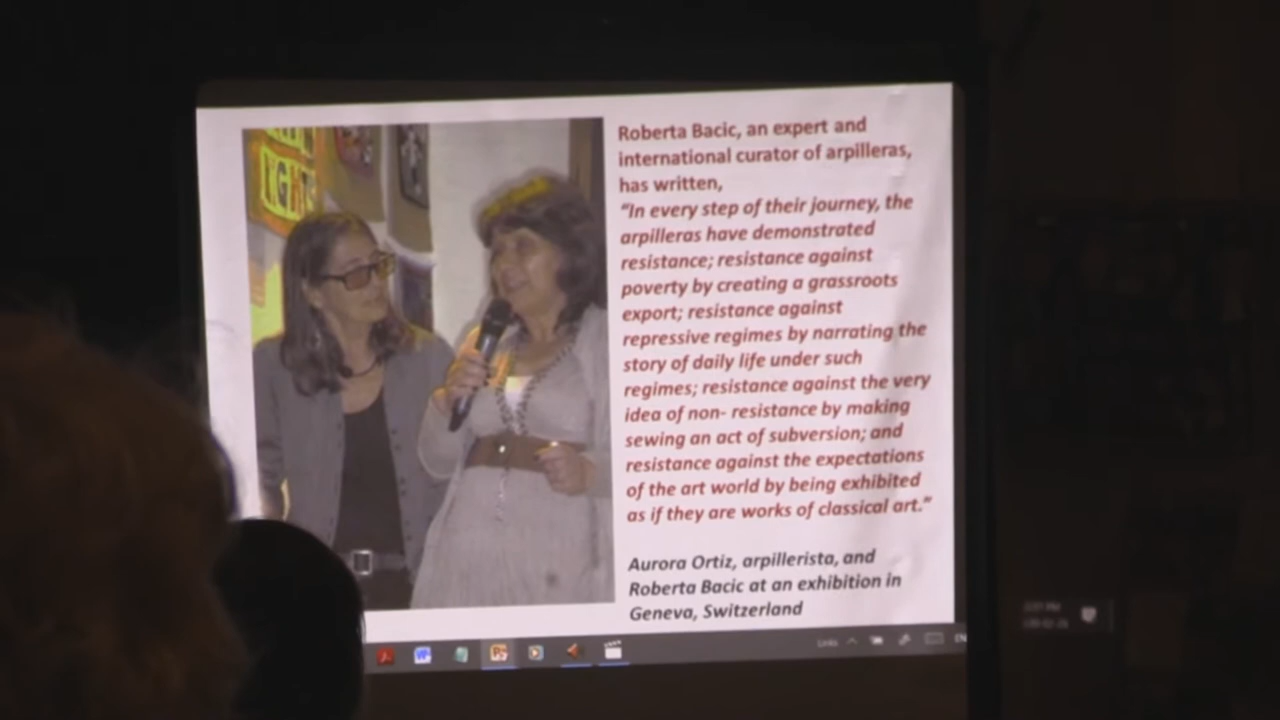 RIGHTS
Roberta Bacic, an expert and
international curator of arpilleras,
has written,
“In every step of their journey, the
arpilleras have demonstrated
resistance; resistance against
poverty by creating a grassroots
export; resistance against
repressive regimes by narrating the
story of daily life under such
regimes; resistance against the very
idea of non- resistance by making
sewing an act of subversion; and
resistance against the expectations
of the art world by being exhibited
as if they are works of classical art.”
Aurora Ortiz, arpillerista, and
Roberta Bacic at an exhibition in
Geneva, Switzerland
Links